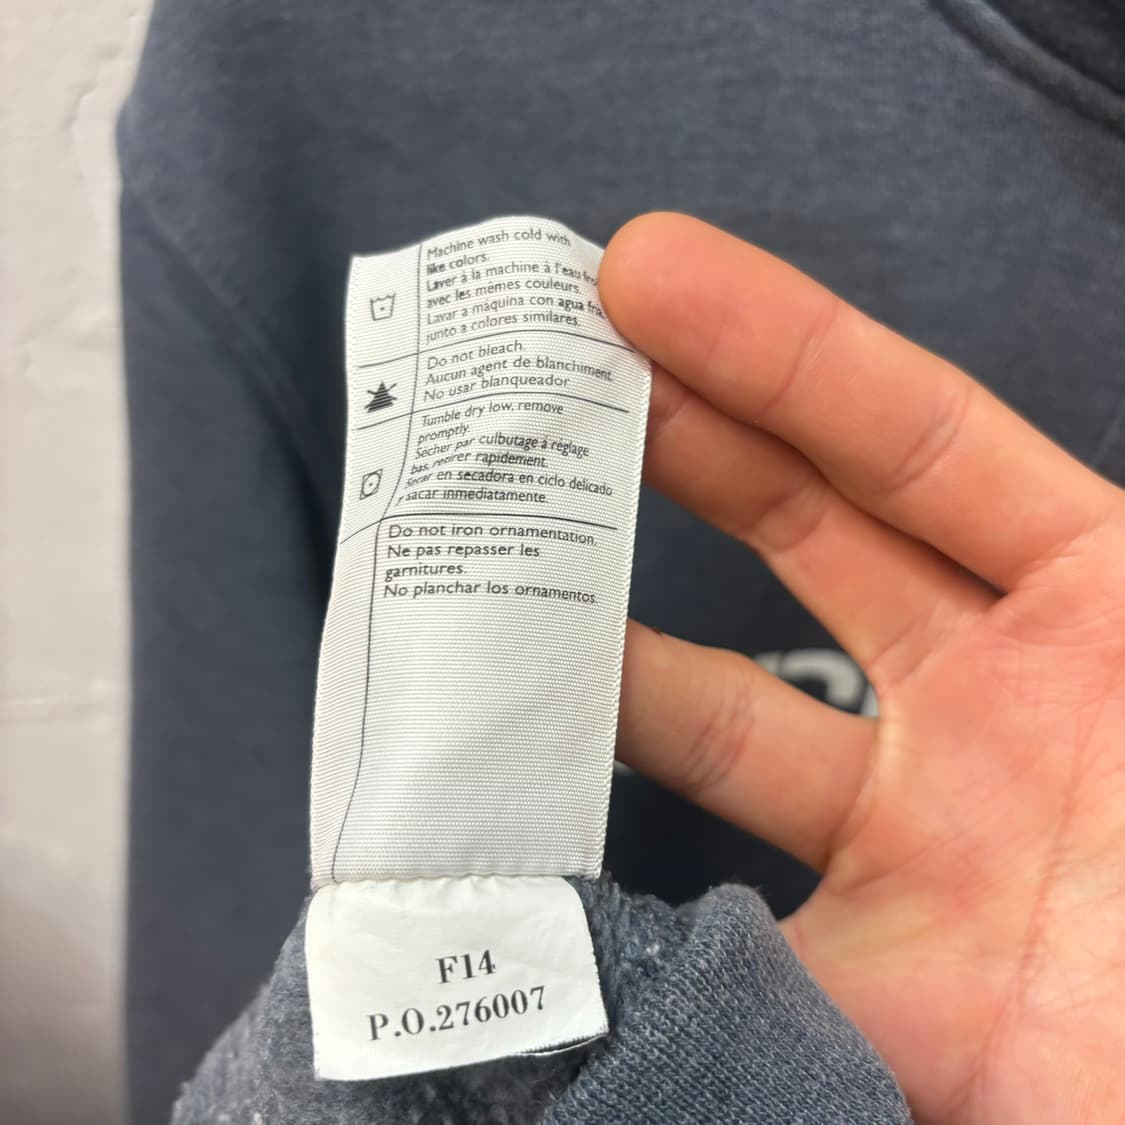 Machine wash cold with
like colors.
Laver à la machine à l'eau
avec les mêmes couleurs.
Lavar a máquina con agua
junto a colores similares.
Do not bleach.
Aucun agent de blanchiment.
No usar blanqueador
Tumble dry low, remove
promptly.
Sécher par culbutage à réglage
bas, retirer rapidement.
Secar en secadora en ciclo delicado
y sacar inmediatamente.
Do not iron ornamentation.
Ne pas repasser les
garnitures.
No planchar los ornamentos.
F14
P.O.276007